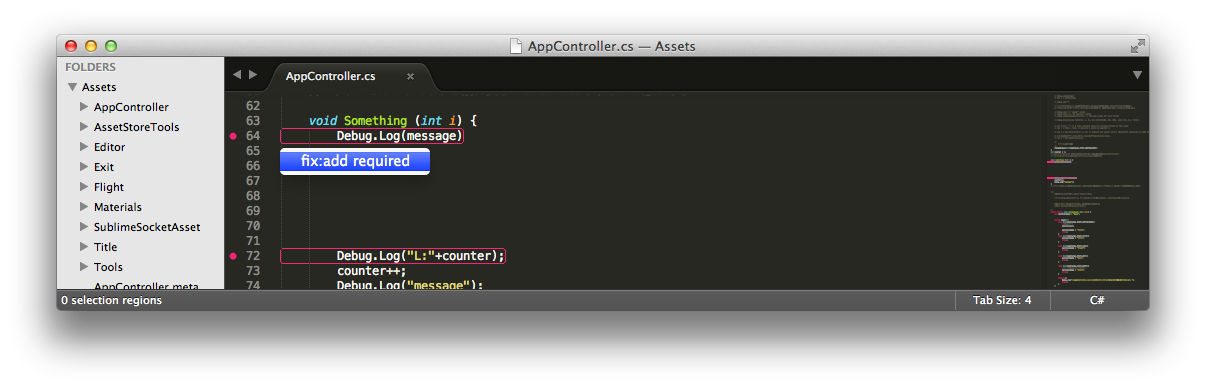 AppController.cs — Assets
FOLDERS
Assets
AppController
AssetStoreTools
Editor
Exit
Flight
Materials
SublimeSocketAsset
Title
Tools
AppController.meta
AppController.cs ×
62
63 void Something (int i) {
64 Debug.Log(message)
65
fix:add required
66
67
68
69
70
71
72 Debug.Log("L:"+counter);
73 counter++;
74 Debug.Log("message");
0 selection regions
Tab Size: 4
C#